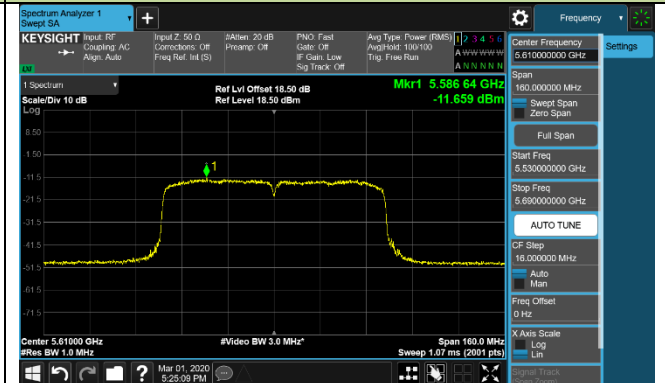 Spectrum Analyzer 1
Swept SA
+
Frequency
KEYSIGHT Input: RF
Coupling: AC
Align: Auto
Input Z: 50 Ω
Corrections: Off
Freq Ref: Int (S)
#Atten: 20 dB
Preamp: Off
PNO: Fast
Gate: Off
IF Gain: Low
Sig Track: Off
Avg Type: Power (RMS)
Avg|Hold: 100/100
Trig: Free Run
1 2 3 4 5 6
A W W W W W
A N N N N N
LXI
1 Spectrum
Scale/Div 10 dB
Log
Ref Lvl Offset 18.50 dB
Ref Level 18.50 dBm
Mkr1 5.586 64 GHz
-11.659 dBm
8.50
-1.50
-11.5
-21.5
-31.5
-41.5
-51.5
-61.5
-71.5
1
Center 5.61000 GHz
#Res BW 1.0 MHz
#Video BW 3.0 MHz*
Span 160.0 MHz
Sweep 1.07 ms (2001 pts)
?
Mar 01, 2020
5:25:09 PM
Center Frequency
5.610000000 GHz
Settings
Span
160.000000 MHz
Swept Span
Zero Span
Full Span
Start Freq
5.530000000 GHz
Stop Freq
5.690000000 GHz
AUTO TUNE
CF Step
16.000000 MHz
Auto
Man
Freq Offset
0 Hz
X Axis Scale
Log
Lin
Signal Track